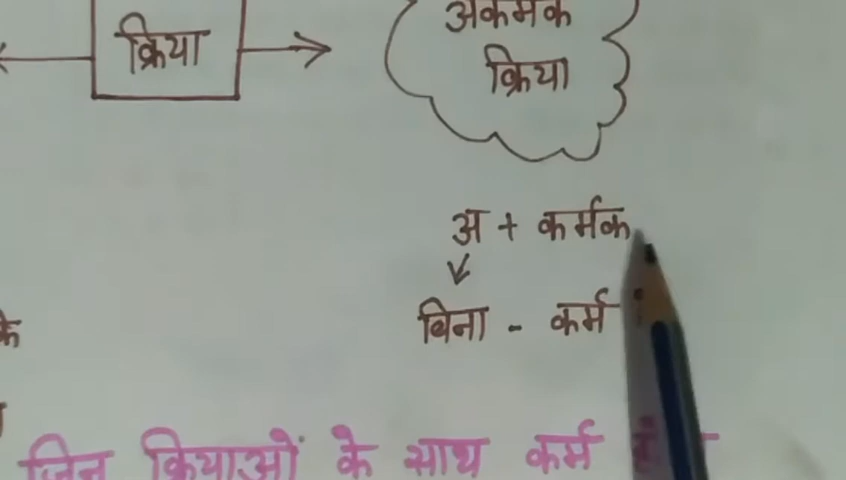 क्रिया
अकर्मक
क्रिया
अ + कर्मक
बिना - कर्म
के
जिन क्रियाओं के साथ कर्म